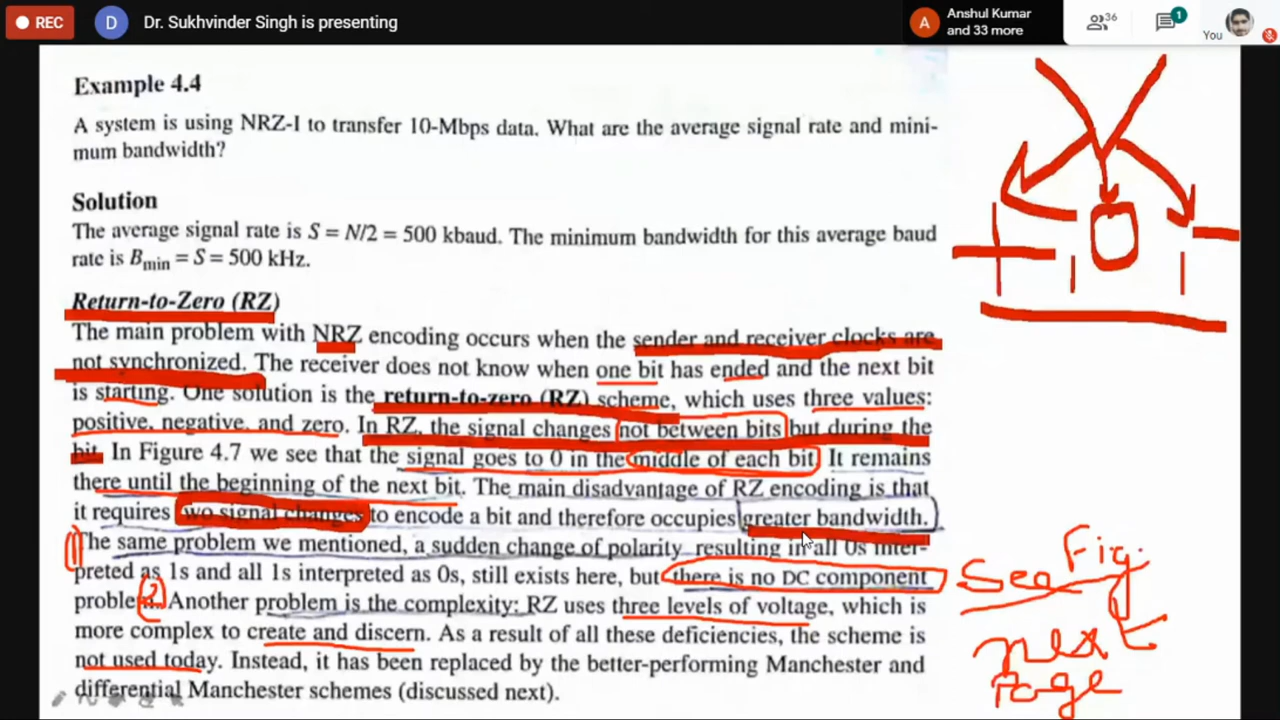 REC
D
Dr. Sukhvinder Singh is presenting
A
Anshul Kumar
and 33 more
36
1
You
Example 4.4
A system is using NRZ-I to transfer 10-Mbps data. What are the average signal rate and mini-
mum bandwidth?
Solution
The average signal rate is S = N/2 = 500 kbaud. The minimum bandwidth for this average baud
rate is Bmin = S = 500 kHz.
Return-to-Zero (RZ)
The main problem with NRZ encoding occurs when the sender and receiver clocks are
not synchronized. The receiver does not know when one bit has ended and the next bit
is starting. One solution is the return-to-zero (RZ) scheme, which uses three values:
positive, negative, and zero. In RZ, the signal changes not between bits but during the
bit. In Figure 4.7 we see that the signal goes to 0 in the middle of each bit. It remains
there until the beginning of the next bit. The main disadvantage of RZ encoding is that
it requires two signal changes to encode a bit and therefore occupies greater bandwidth.
The same problem we mentioned, a sudden change of polarity resulting in all 0s inter-
preted as 1s and all 1s interpreted as 0s, still exists here, but there is no DC component
problem. Another problem is the complexity: RZ uses three levels of voltage, which is
more complex to create and discern. As a result of all these deficiencies, the scheme is
not used today. Instead, it has been replaced by the better-performing Manchester and
differential Manchester schemes (discussed next).
1
2
See Fig.
next
page